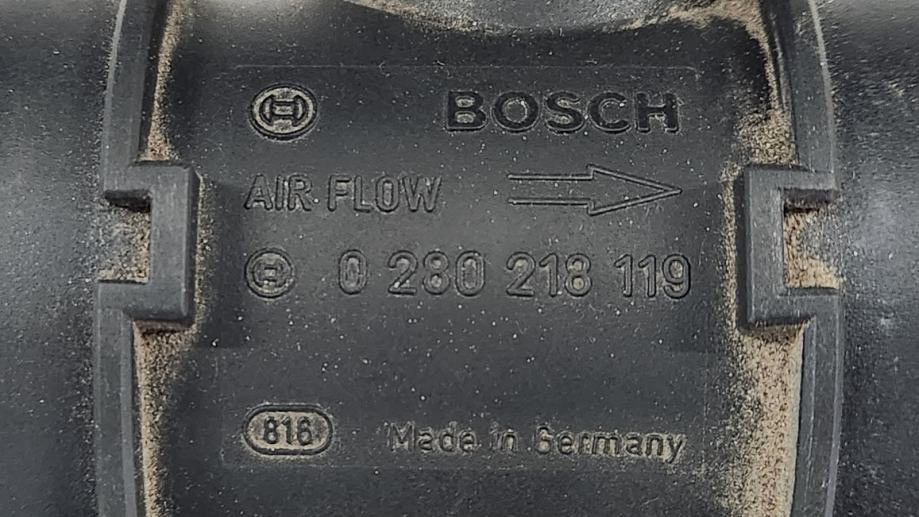 BOSCH
AIR FLOW
0 280 218 119
816 Made in Germany